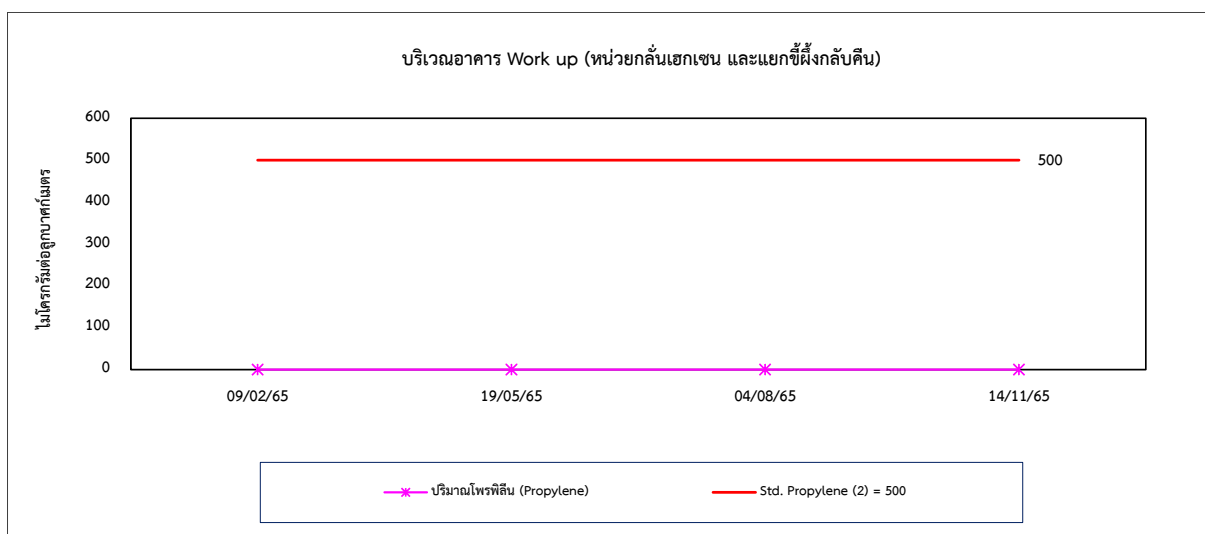 บริเวณอาคาร Work up (หน่วยกลั่นเฮกเซน และแยกขี้ผึ้งกลับคืน)
ไมโครกรัมต่อลูกบาศก์เมตร
600
500
400
300
200
100
0
500
09/02/65 19/05/65 04/08/65 14/11/65
ปริมาณโพรพิลีน (Propylene) Std. Propylene (2) = 500